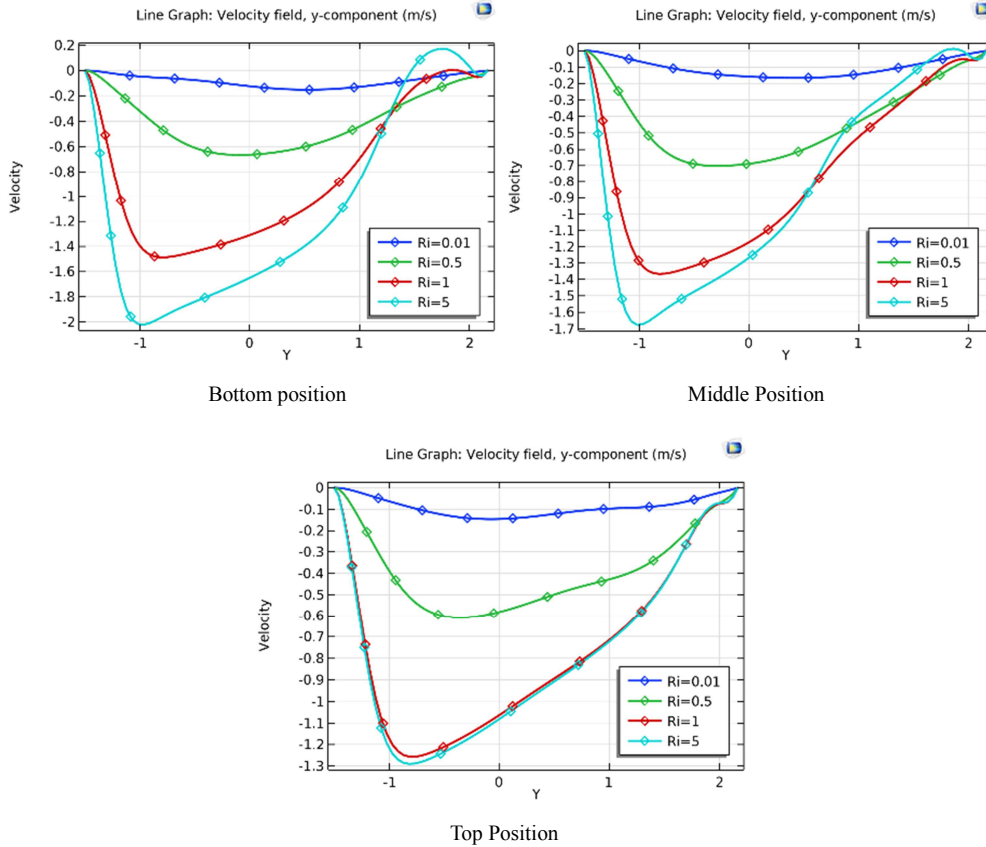 Line Graph: Velocity field, y-component (m/s)
0.2
0
-0.2
-0.4
-0.6
-0.8
-1
-1.2
-1.4
-1.6
-1.8
-2
Velocity
Ri=0.01
Ri=0.5
Ri=1
Ri=5
-1
0
1
2
Y
Bottom position
Line Graph: Velocity field, y-component (m/s)
0
-0.1
-0.2
-0.3
-0.4
-0.5
-0.6
-0.7
-0.8
-0.9
-1
-1.1
-1.2
-1.3
-1.4
-1.5
-1.6
-1.7
Velocity
Ri=0.01
Ri=0.5
Ri=1
Ri=5
-1
0
1
2
Y
Middle Position
Line Graph: Velocity field, y-component (m/s)
0
-0.1
-0.2
-0.3
-0.4
-0.5
-0.6
-0.7
-0.8
-0.9
-1
-1.1
-1.2
-1.3
Velocity
Ri=0.01
Ri=0.5
Ri=1
Ri=5
-1
0
1
2
Y
Top Position